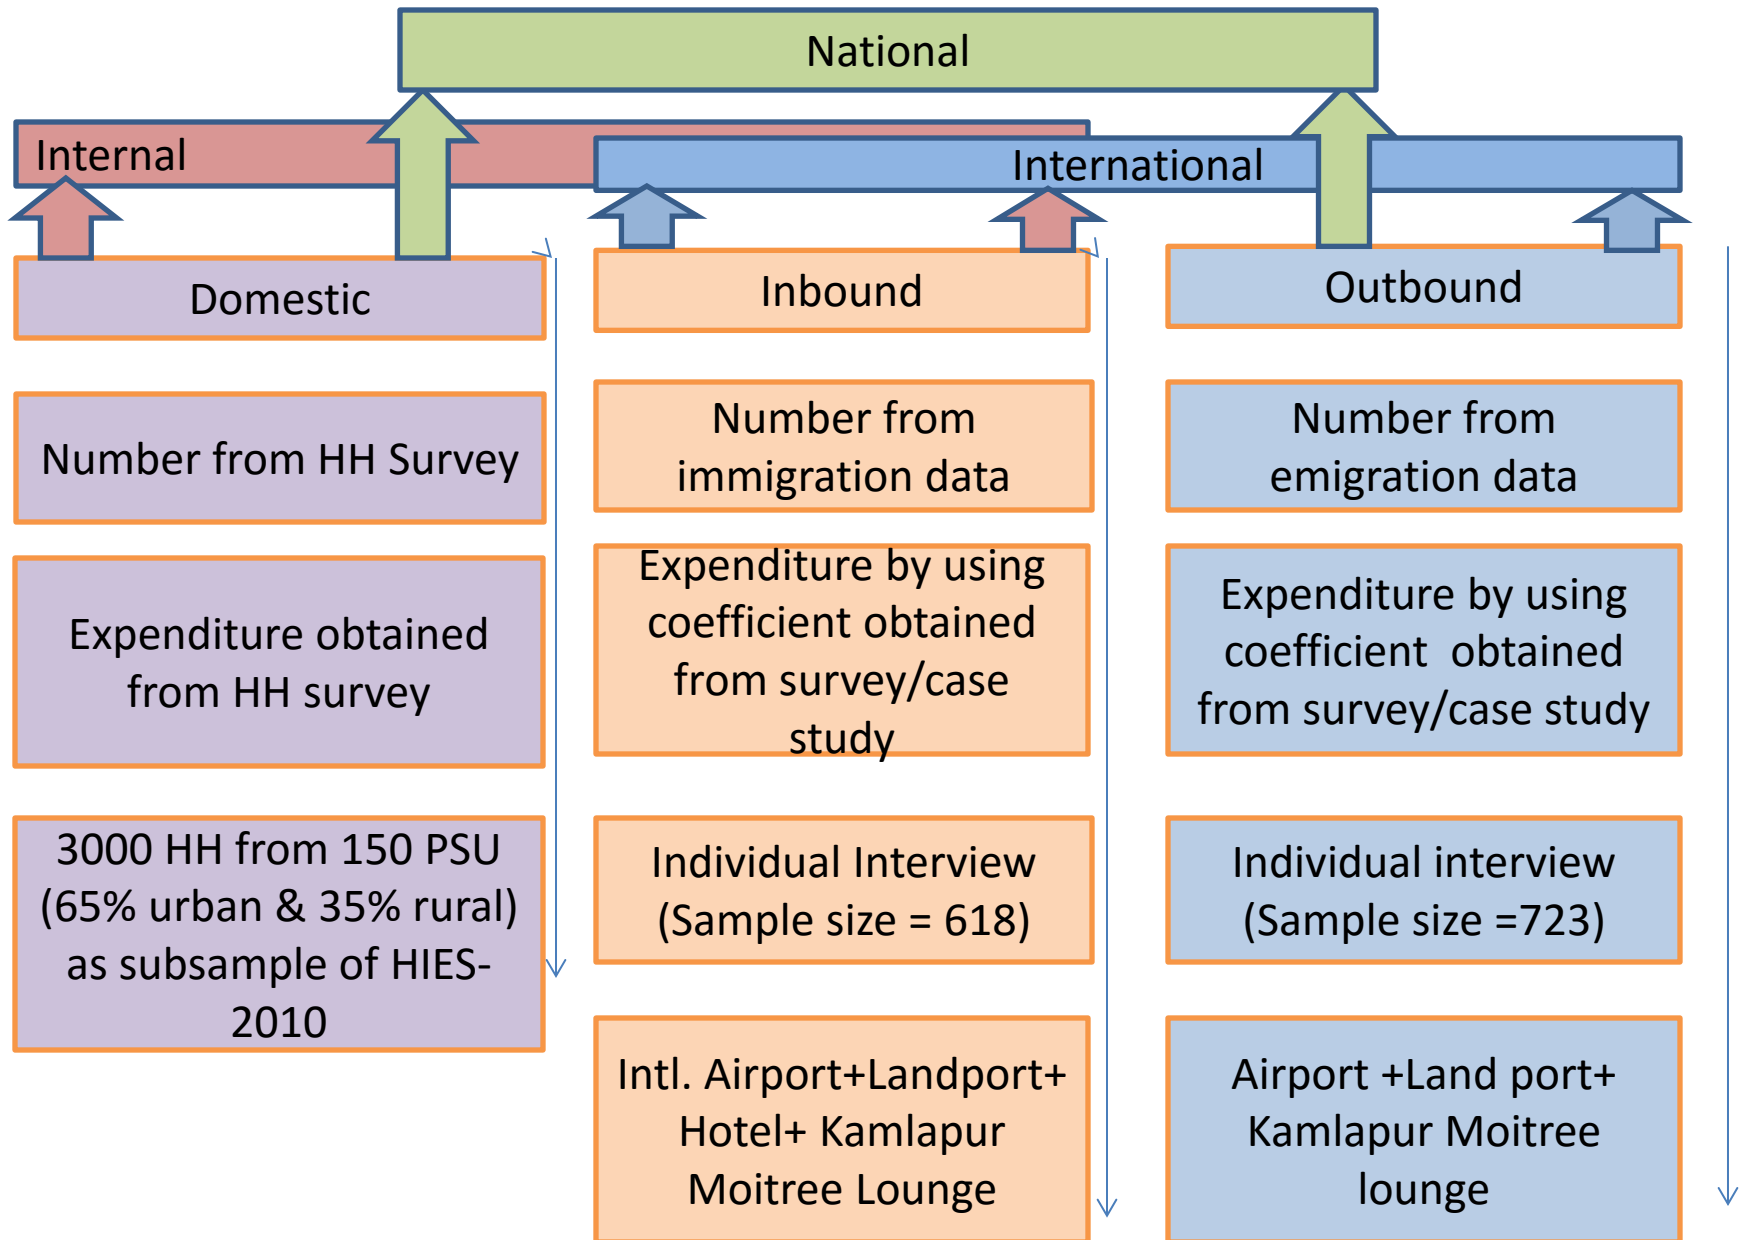 National
Internal
International
Domestic
Number from HH Survey
Expenditure obtained
from HH survey
3000 HH from 150 PSU
(65% urban & 35% rural)
as subsample of HIES-
2010
Inbound
Number from
immigration data
Expenditure by using
coefficient obtained
from survey/case
study
Individual Interview
(Sample size = 618)
Intl. Airport+Landport+
Hotel+ Kamlapur
Moitree Lounge
Outbound
Number from
emigration data
Expenditure by using
coefficient  obtained
from survey/case study
Individual interview
(Sample size =723)
Airport +Land port+
Kamlapur Moitree
lounge